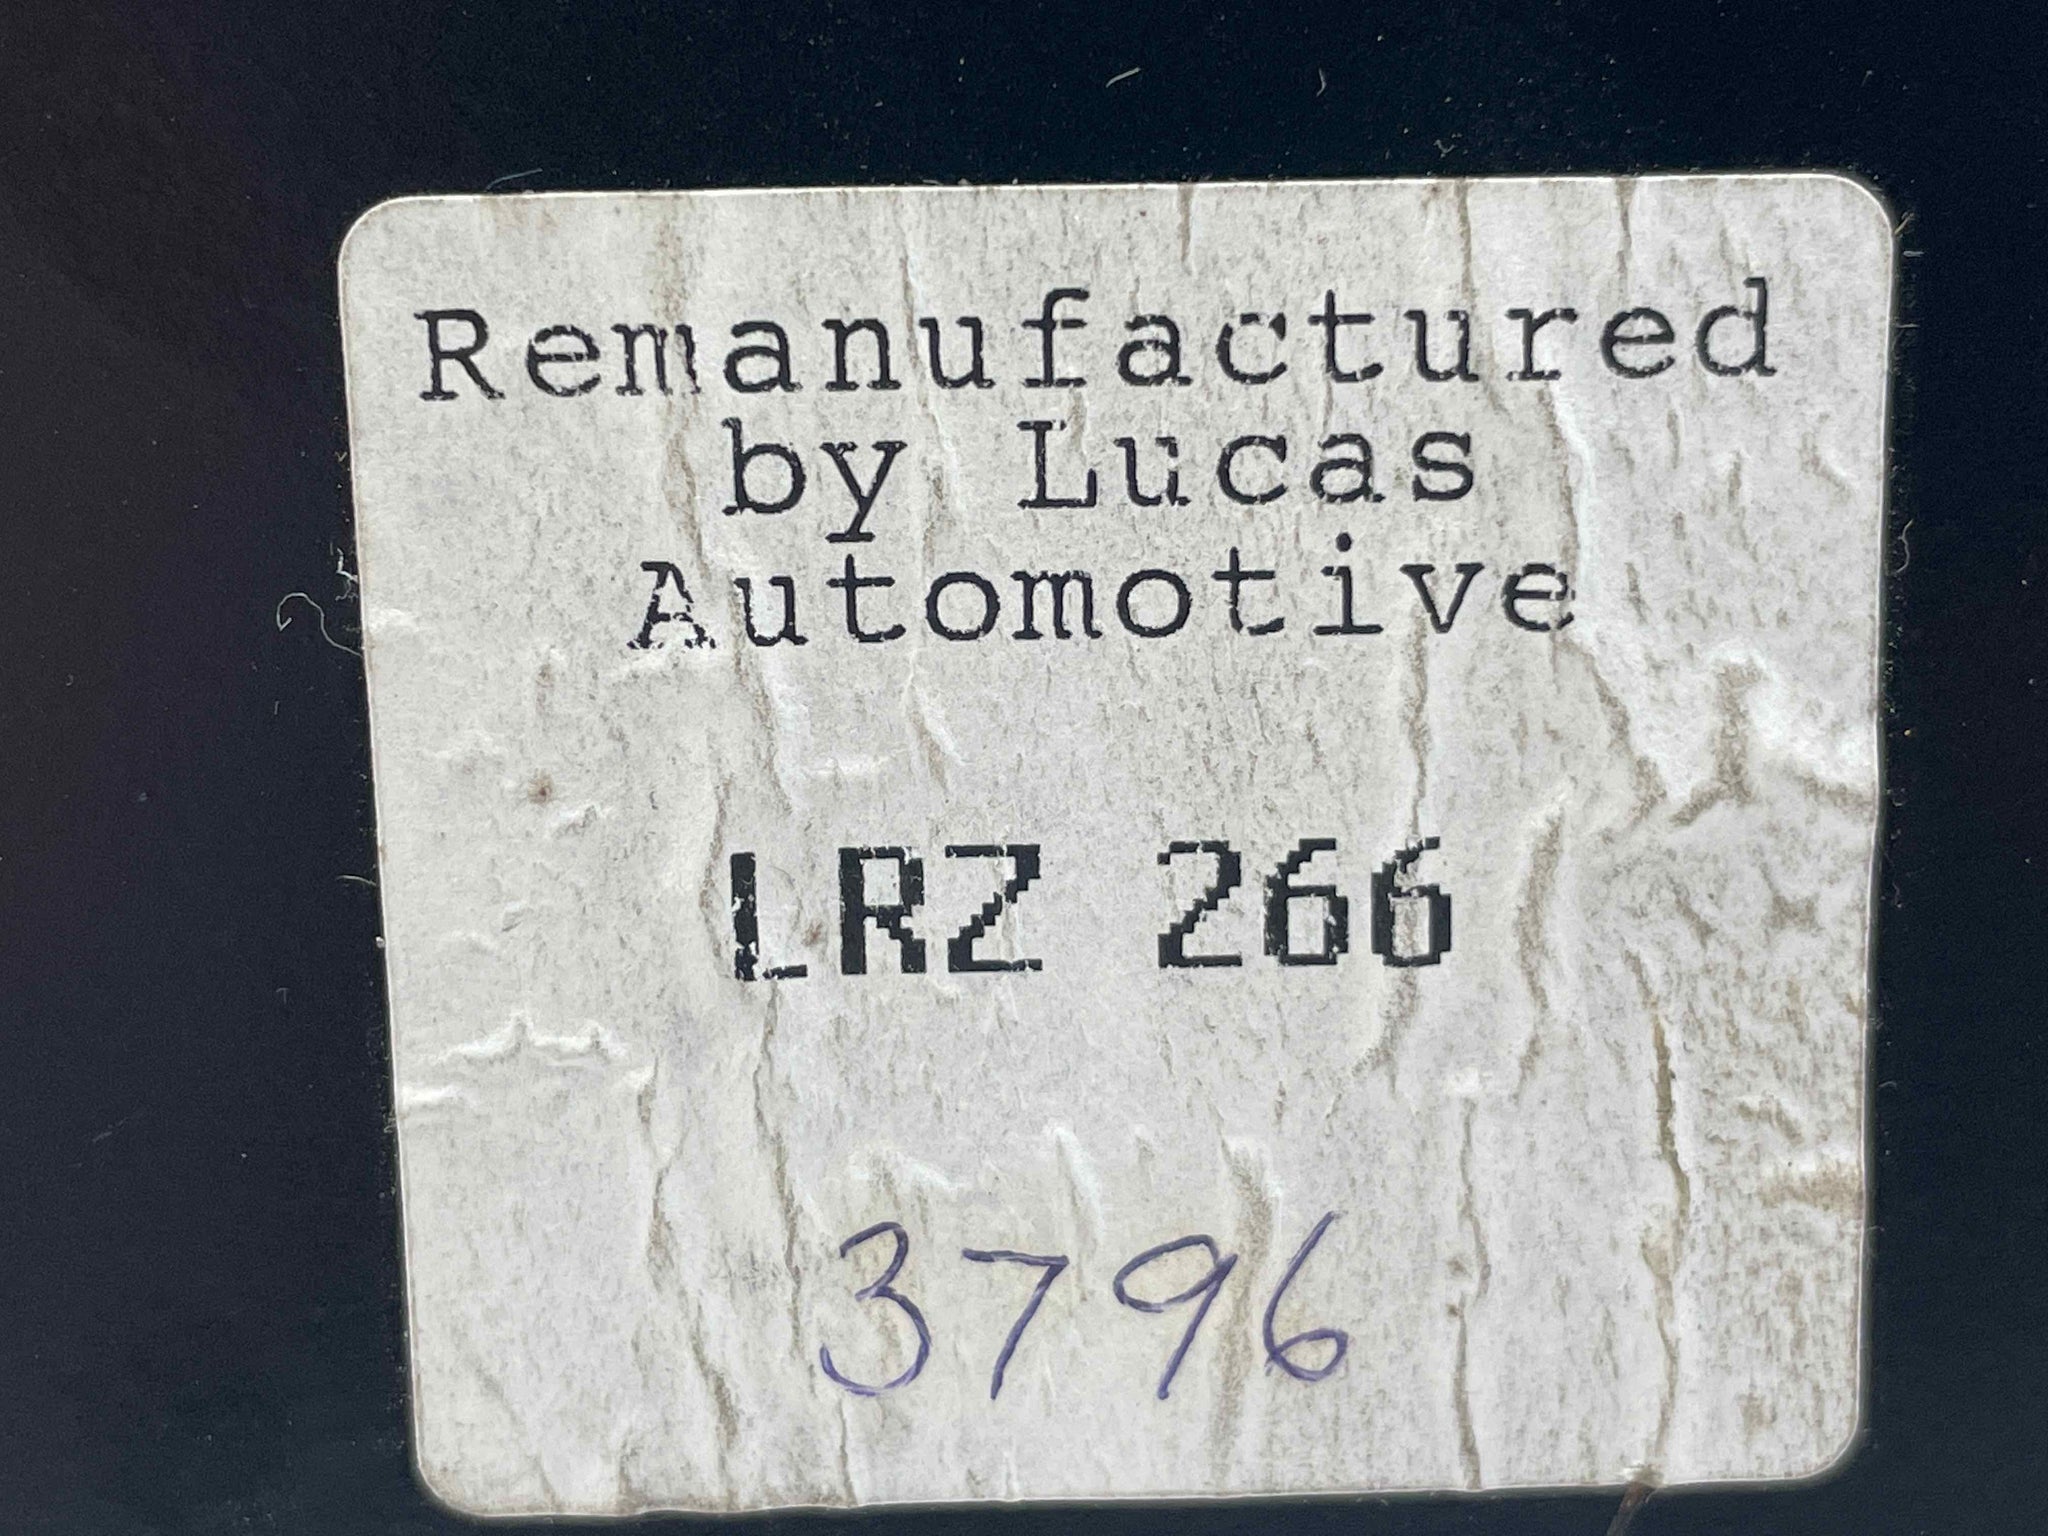 Remanufactured
by Lucas
Automotive
LRZ 266
3796